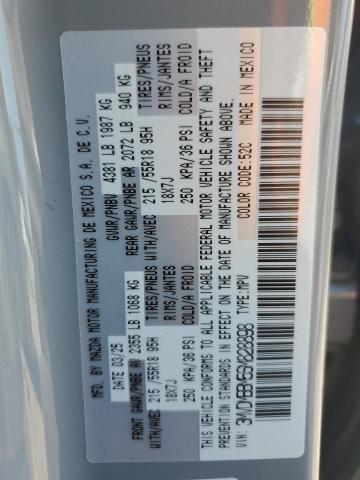 MFD. BY MAZDA MOTOR MANUFACTURING DE MEXICO S.A. DE C.V.
DATE 03/25 GVWR/PNBV 4381 LB 1987 KG
FRONT GAWR/PNBE AV 2355 LB 1068 KG REAR GAWR/PNBE AR 2072 LB 940 KG
WITH/AVEC TIRES/PNEUS WITH/AVEC TIRES/PNEUS
215 /55R18 95H RIMS/JANTES 215 /55R18 95H RIMS/JANTES
18X7J COLD/A FROID 18X7J COLD/A FROID
250 KPA/36 PSI 250 KPA/36 PSI
THIS VEHICLE CONFORMS TO ALL APPLICABLE FEDERAL MOTOR VEHICLE SAFETY AND THEFT
PREVENTION STANDARDS IN EFFECT ON THE DATE OF MANUFACTURE SHOWN ABOVE.
COLOR CODE: 52C MADE IN MEXICO
VIN: TYPE: MPV